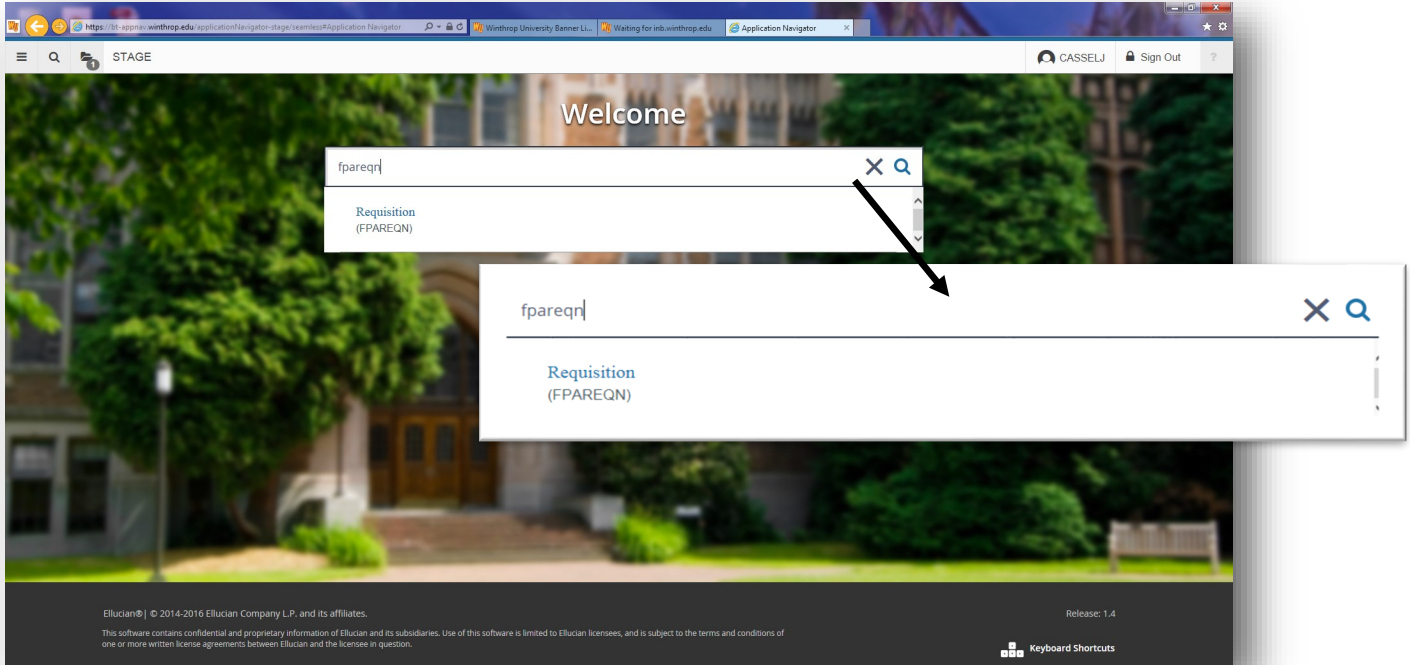 https://bt-appnav.winthrop.edu/applicationNavigator-stage/seamless#Application Navigator
Winthrop University Banner Li...
Waiting for inb.winthrop.edu
Application Navigator
1
STAGE
CASSELJ
Sign Out
?
Welcome
fpareqn
Requisition
(FPAREQN)
fpareqn
Requisition
(FPAREQN)
Ellucian®| © 2014-2016 Ellucian Company L.P. and its affiliates.
Release: 1.4
This software contains confidential and proprietary information of Ellucian and its subsidiaries. Use of this software is limited to Ellucian licensees, and is subject to the terms and conditions of
one or more written license agreements between Ellucian and the licensee in question.
Keyboard Shortcuts